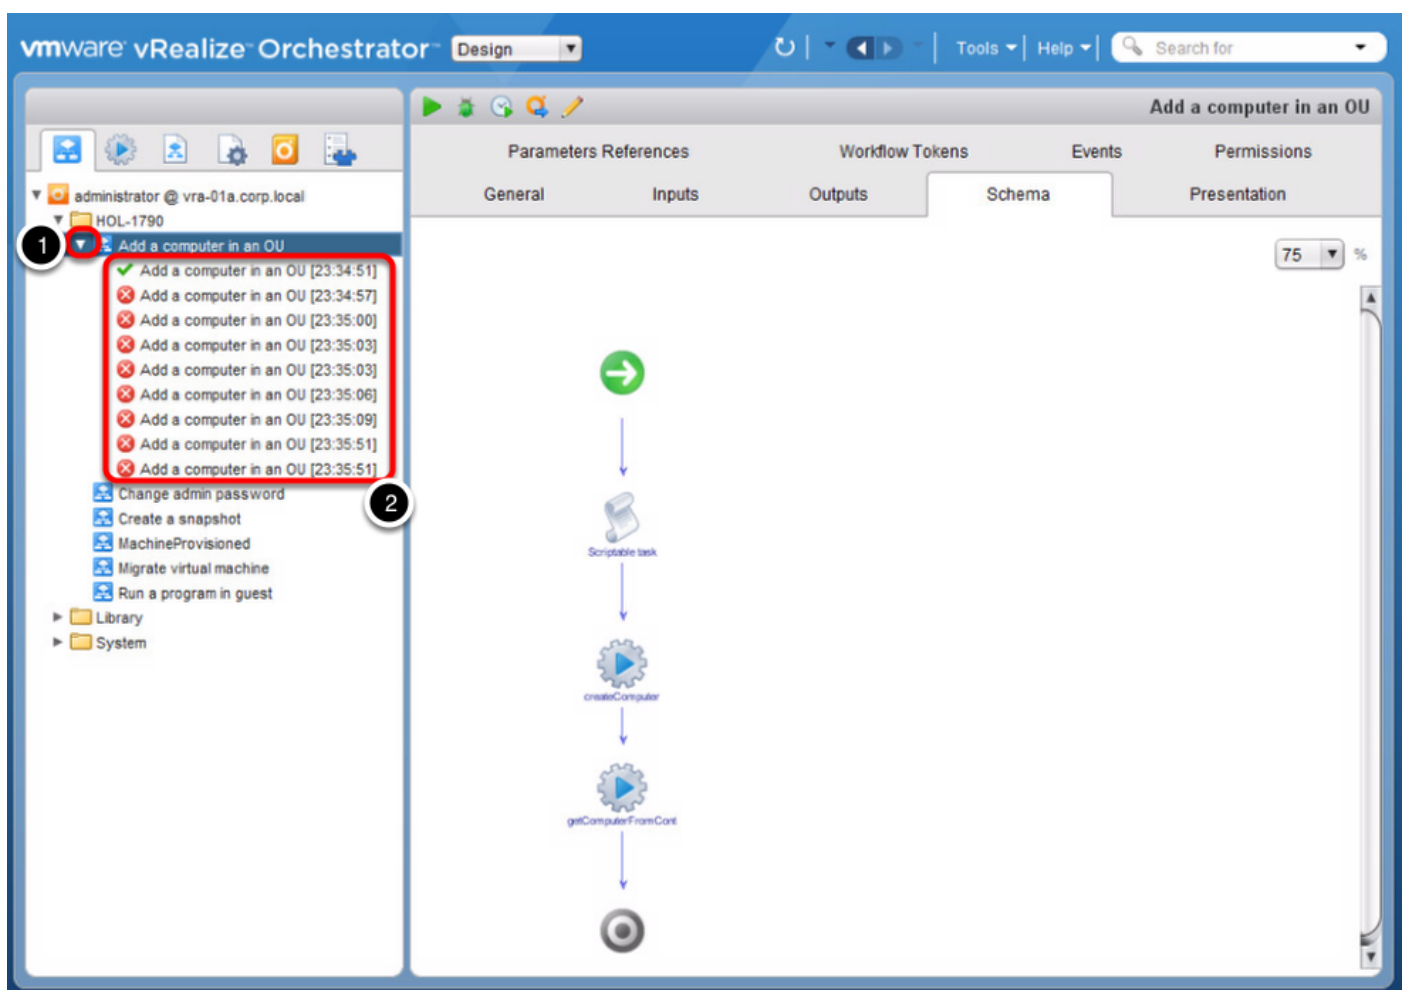 vmware vRealize Orchestrator
Design
Tools
Help
Search for
Add a computer in an OU
Parameters References
Workflow Tokens
Events
Permissions
General
Inputs
Outputs
Schema
Presentation
administrator @ vra-01a.corp.local
HOL-1790
1
Add a computer in an OU
Add a computer in an OU [23:34:51]
Add a computer in an OU [23:34:57]
Add a computer in an OU [23:35:00]
Add a computer in an OU [23:35:03]
Add a computer in an OU [23:35:03]
Add a computer in an OU [23:35:06]
Add a computer in an OU [23:35:09]
Add a computer in an OU [23:35:51]
Add a computer in an OU [23:35:51]
2
Change admin password
Create a snapshot
MachineProvisioned
Migrate virtual machine
Run a program in guest
Library
System
75 %
Scriptable task
createComputer
getComputerFromCont